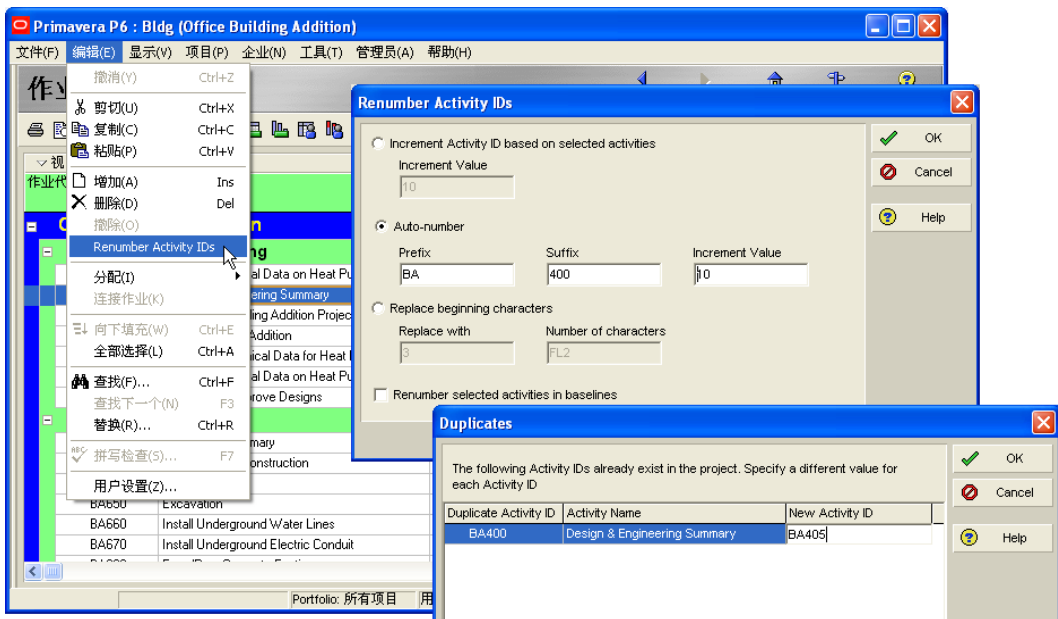 Primavera P6 : Bldg (Office Building Addition)
文件(F) 编辑(E) 显示(V) 项目(P) 企业(N) 工具(T) 管理员(A) 帮助(H)
撤消(Y) Ctrl+Z
剪切(U) Ctrl+X
复制(C) Ctrl+C
粘贴(P) Ctrl+V
增加(A) Ins
删除(D) Del
撤除(O)
Renumber Activity IDs
分配(I)
连接作业(K)
向下填充(W) Ctrl+E
全部选择(L) Ctrl+A
查找(F)... Ctrl+F
查找下一个(N) F3
替换(R)... Ctrl+R
拼写检查(S)... F7
用户设置(Z)...
作业代
al Data on Heat Pu
ering Summary
ing Addition Projec
Addition
ical Data for Heat
al Data on Heat Pu
rove Designs
mary
onstruction
BA650 Excavation
BA660 Install Underground Water Lines
BA670 Install Underground Electric Conduit
Portfolio: 所有项目 用
Renumber Activity IDs
Increment Activity ID based on selected activities
Increment Value
10
Auto-number
Prefix Suffix Increment Value
BA 400 10
Replace beginning characters
Replace with Number of characters
3 FL2
Renumber selected activities in baselines
OK
Cancel
Help
Duplicates
The following Activity IDs already exist in the project. Specify a different value for
each Activity ID
Duplicate Activity ID Activity Name New Activity ID
BA400 Design & Engineering Summary BA405
OK
Cancel
Help